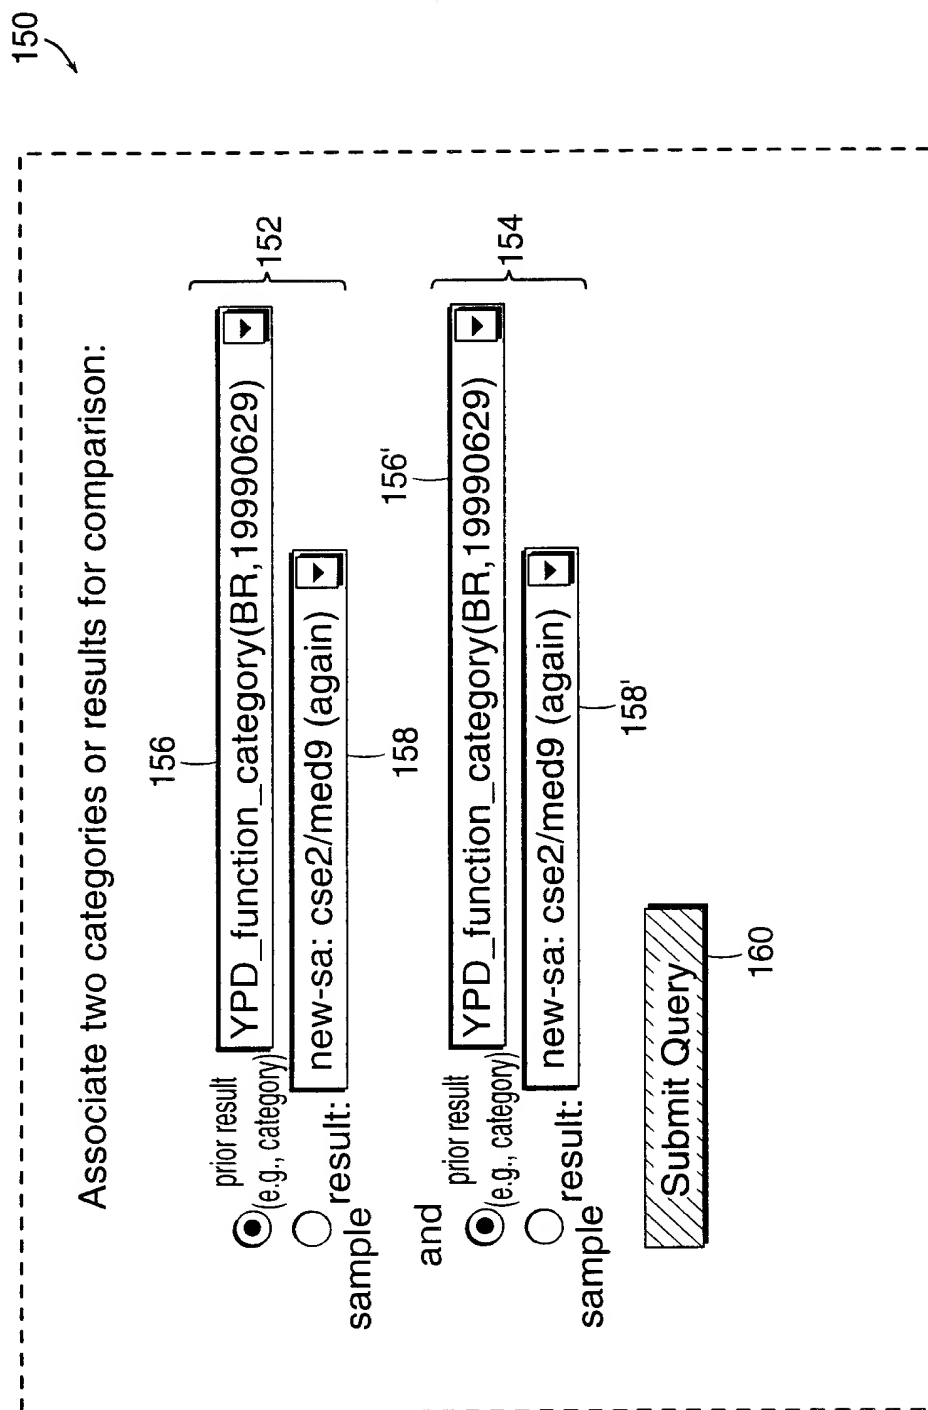 150
Associate two categories or results for comparison:
156
prior result
(e.g., category)
YPD_function_category(BR,19990629)
152
result:
new-sa: cse2/med9 (again)
sample
158
and
156'
prior result
(e.g., category)
YPD_function_category(BR,19990629)
154
result:
new-sa: cse2/med9 (again)
sample
158'
Submit Query
160